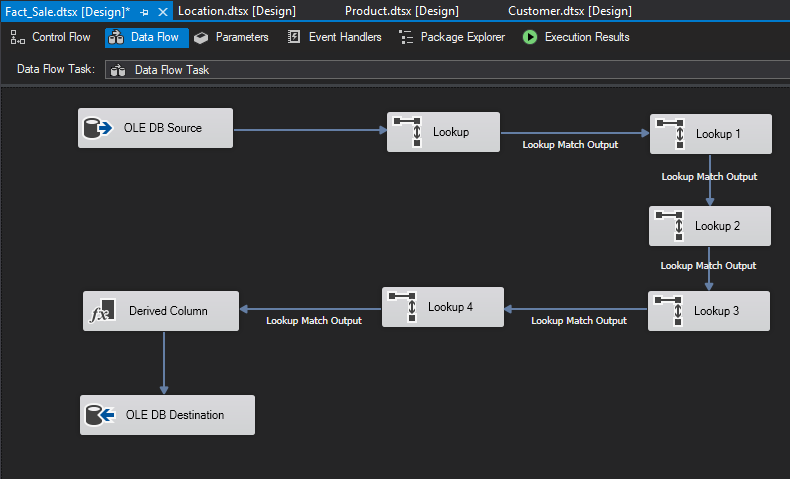 Fact_Sale.dtsx [Design]* Location.dtsx [Design] Product.dtsx [Design] Customer.dtsx [Design]
Control Flow Data Flow Parameters Event Handlers Package Explorer Execution Results
Data Flow Task: Data Flow Task
OLE DB Source Lookup Lookup 1
Lookup Match Output
Lookup Match Output
Lookup 2
Lookup Match Output
Derived Column Lookup 4 Lookup 3
Lookup Match Output Lookup Match Output
OLE DB Destination